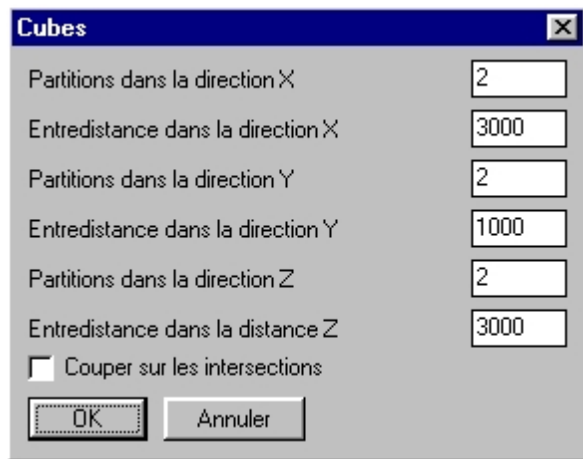 Cubes
Partitions dans la direction X 2
Entredistance dans la direction X 3000
Partitions dans la direction Y 2
Entredistance dans la direction Y 1000
Partitions dans la direction Z 2
Entredistance dans la distance Z 3000
Couper sur les intersections
OK Annuler